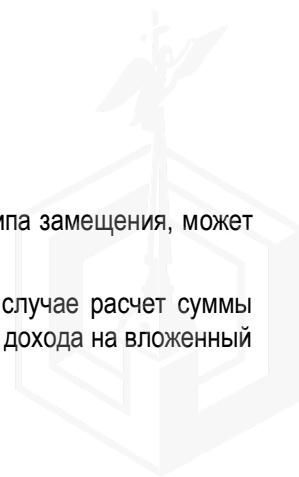 ипа замещения, может
случае расчет суммы
дохода на вложенный